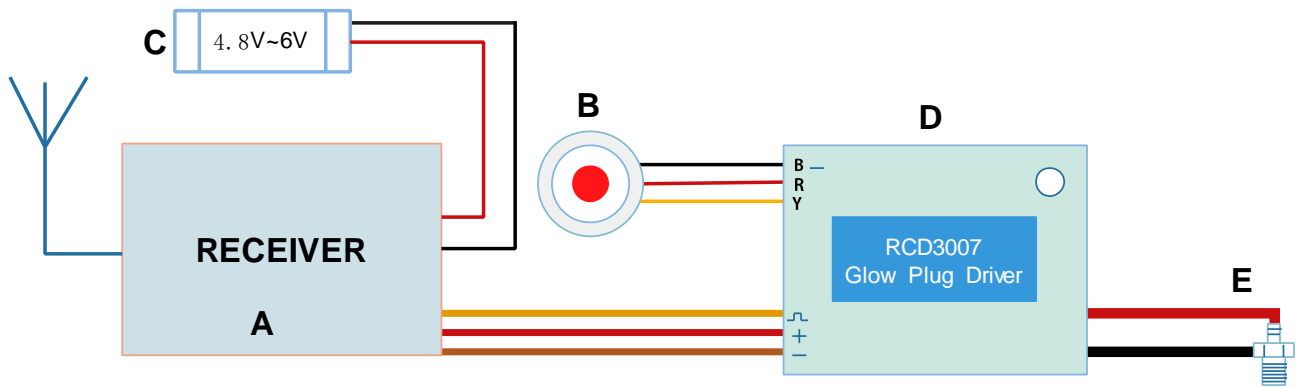 C
4.8V~6V
B
D
B −
R
Y
RECEIVER
RCD3007
Glow Plug Driver
E
A
+
−